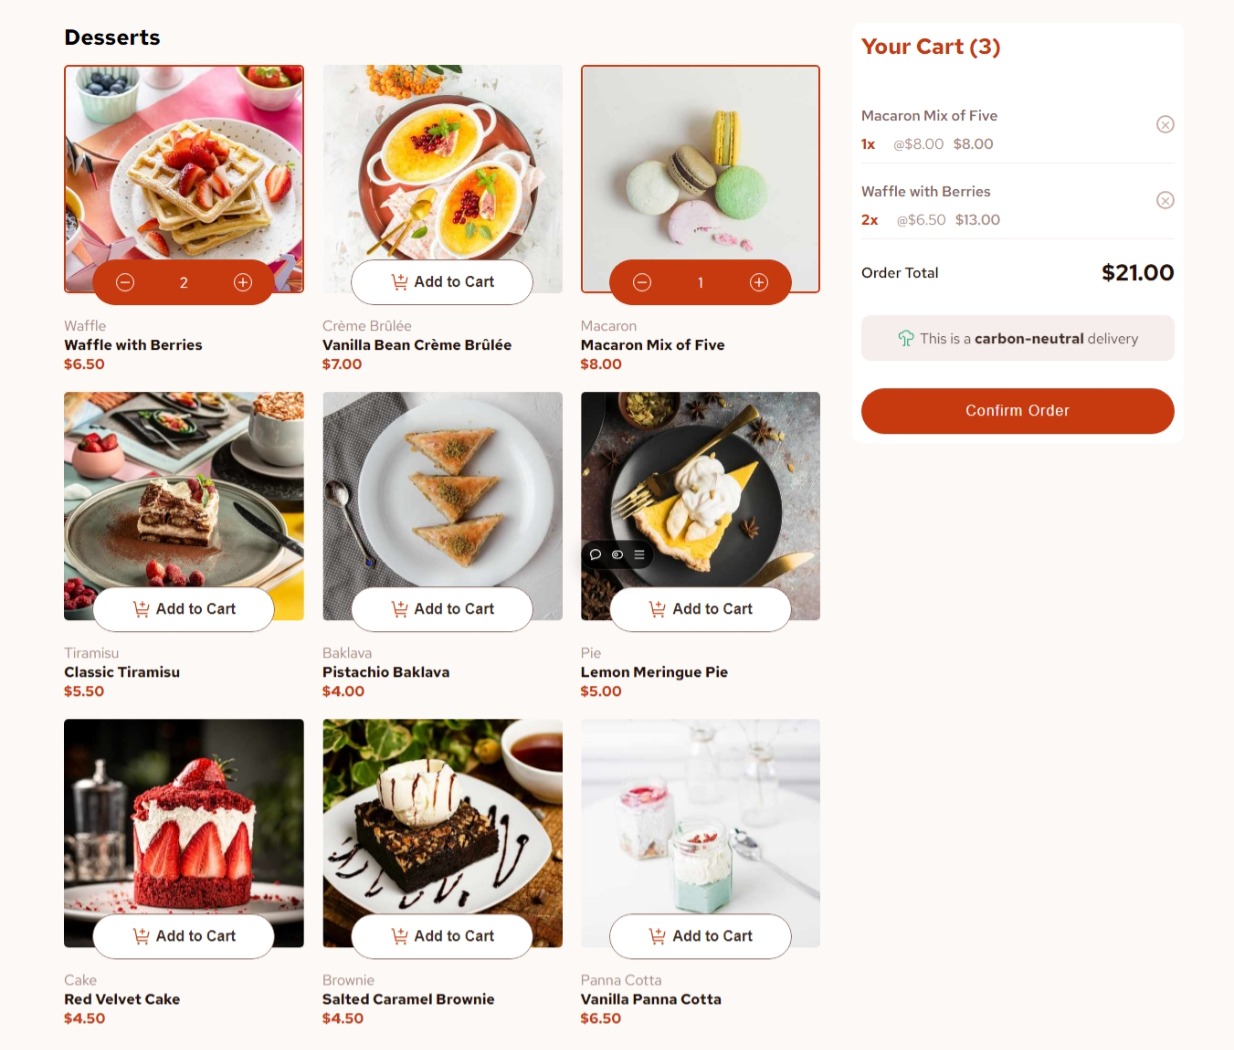 Desserts
2
Waffle
Waffle with Berries
$6.50
Add to Cart
Crème Brûlée
Vanilla Bean Crème Brûlée
$7.00
1
Macaron
Macaron Mix of Five
$8.00
Add to Cart
Tiramisu
Classic Tiramisu
$5.50
Add to Cart
Baklava
Pistachio Baklava
$4.00
Add to Cart
Pie
Lemon Meringue Pie
$5.00
Add to Cart
Cake
Red Velvet Cake
$4.50
Add to Cart
Brownie
Salted Caramel Brownie
$4.50
Add to Cart
Panna Cotta
Vanilla Panna Cotta
$6.50
Your Cart (3)
Macaron Mix of Five
1x @$8.00 $8.00
Waffle with Berries
2x @$6.50 $13.00
Order Total $21.00
This is a carbon-neutral delivery
Confirm Order